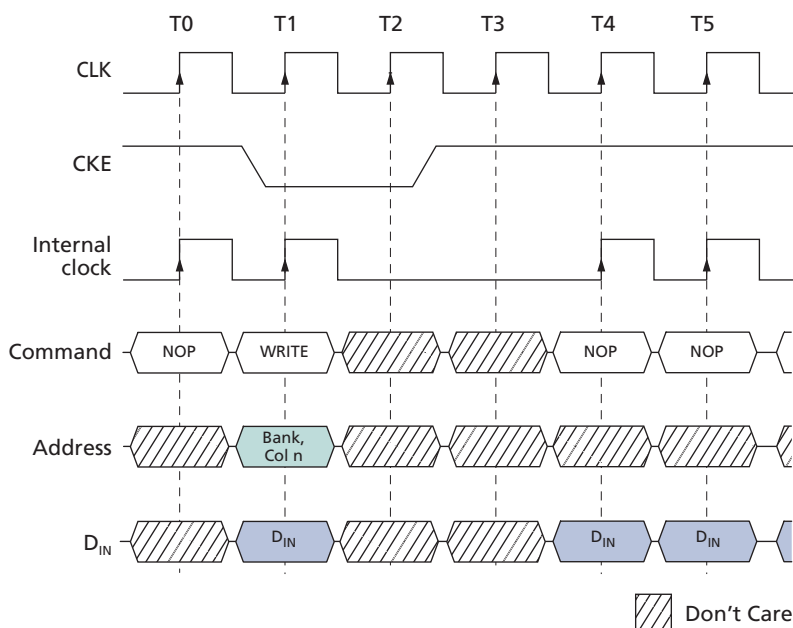 T0 T1 T2 T3 T4 T5
CLK
CKE
Internal
clock
Command NOP WRITE NOP NOP
Address Bank,
Col n
DIN DIN DIN DIN
Don't Care